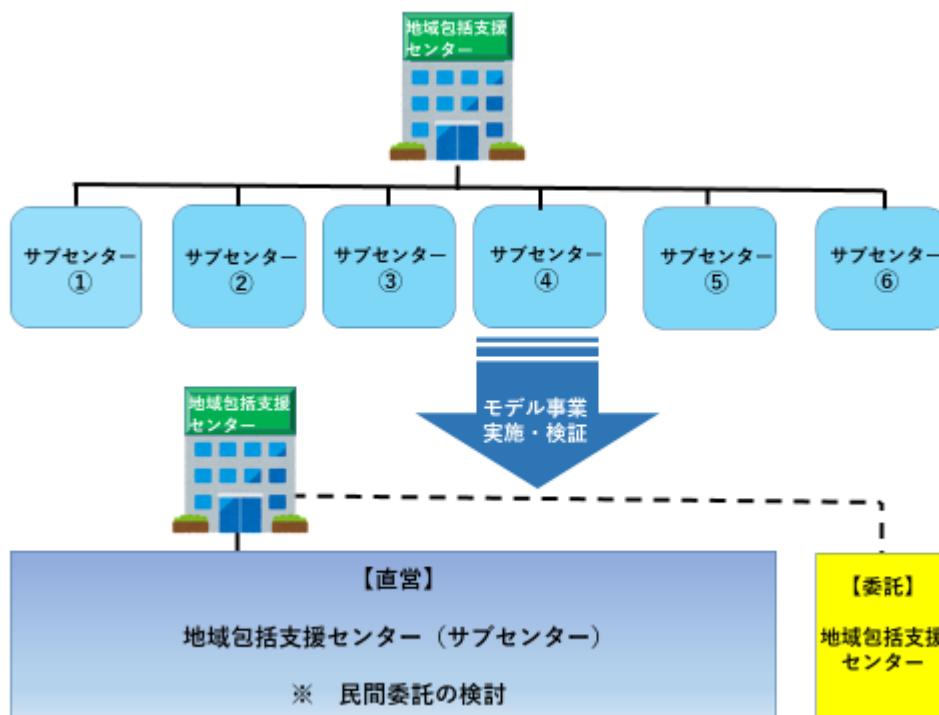 地域包括支援
センター
サブセンター
①
サブセンター
②
サブセンター
③
サブセンター
④
サブセンター
⑤
サブセンター
⑥
モデル事業
実施・検証
地域包括支援
センター
【直営】
地域包括支援センター（サブセンター）
※　民間委託の検討
【委託】
地域包括支援
センター